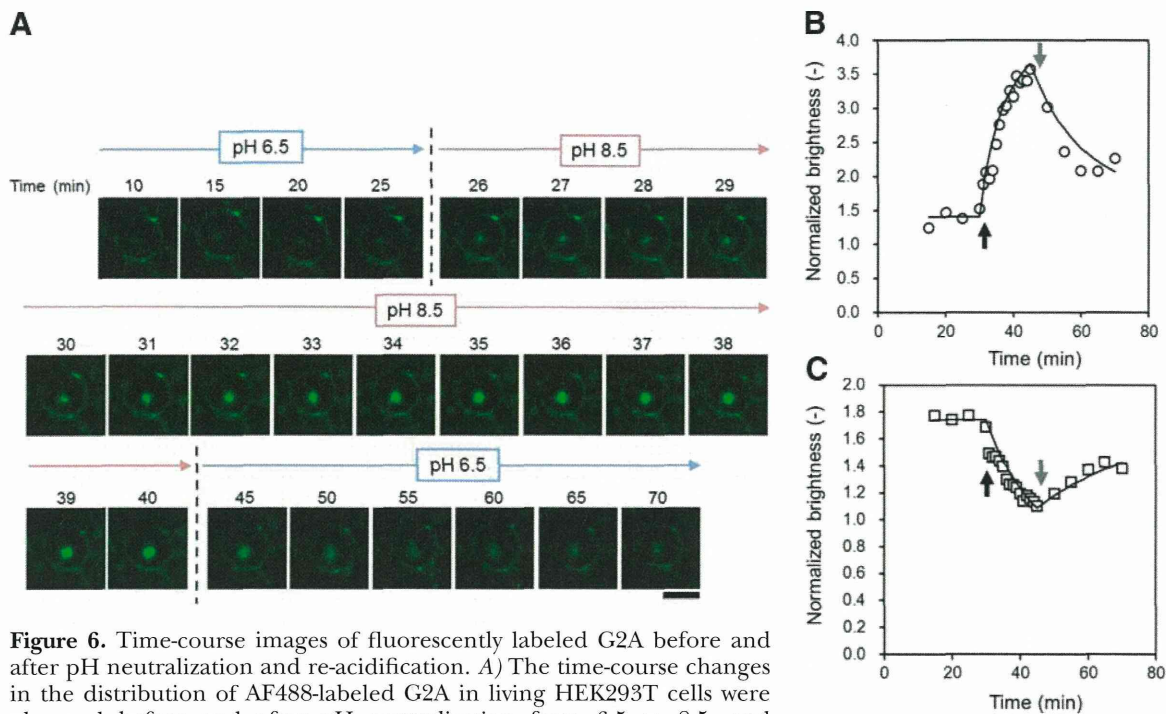 A
pH 6.5
pH 8.5
Time (min) 10 15 20 25 26 27 28 29
pH 8.5
30 31 32 33 34 35 36 37 38
pH 6.5
39 40 45 50 55 60 65 70
Figure 6. Time-course images of fluorescently labeled G2A before and
after pH neutralization and re-acidification. A) The time-course changes
in the distribution of AF488-labeled G2A in living HEK293T cells were
B
Normalized brightness (-)
4.0
3.5
3.0
2.5
2.0
1.5
1.0
0.5
0.0
0 20 40 60 80
Time (min)
C
Normalized brightness (-)
2.0
1.8
1.6
1.4
1.2
1.0
0.8
0.6
0.4
0.2
0.0
0 20 40 60 80
Time (min)